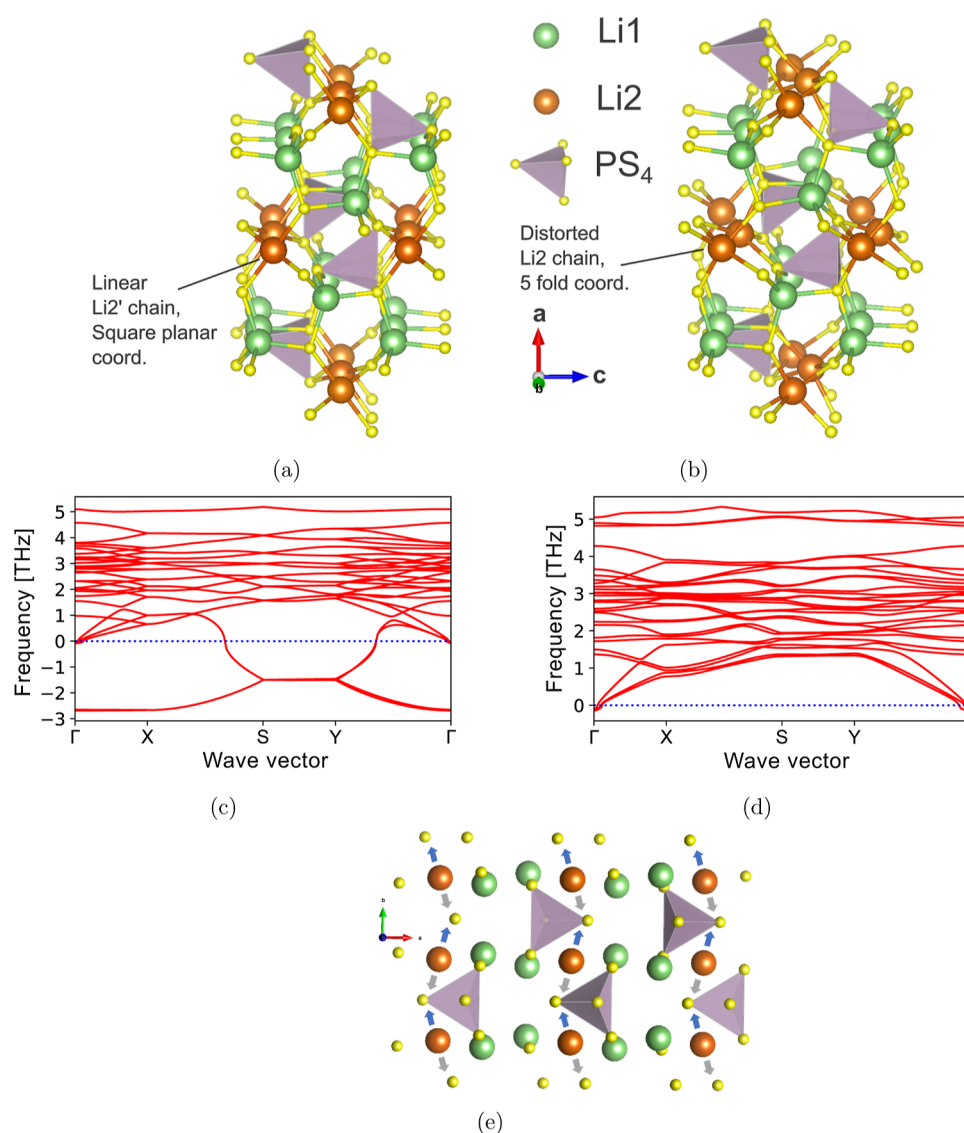 Li1
Li2
PS4
Linear
Li2' chain,
Square planar
coord.
Distorted
Li2 chain,
5 fold coord.
a
b
c
(a)
(b)
Frequency [THz]
5
4
3
2
1
0
−1
−2
−3
Γ X S Y Γ
Wave vector
Frequency [THz]
5
4
3
2
1
0
Γ X S Y
Wave vector
(c)
(d)
b
a
(e)